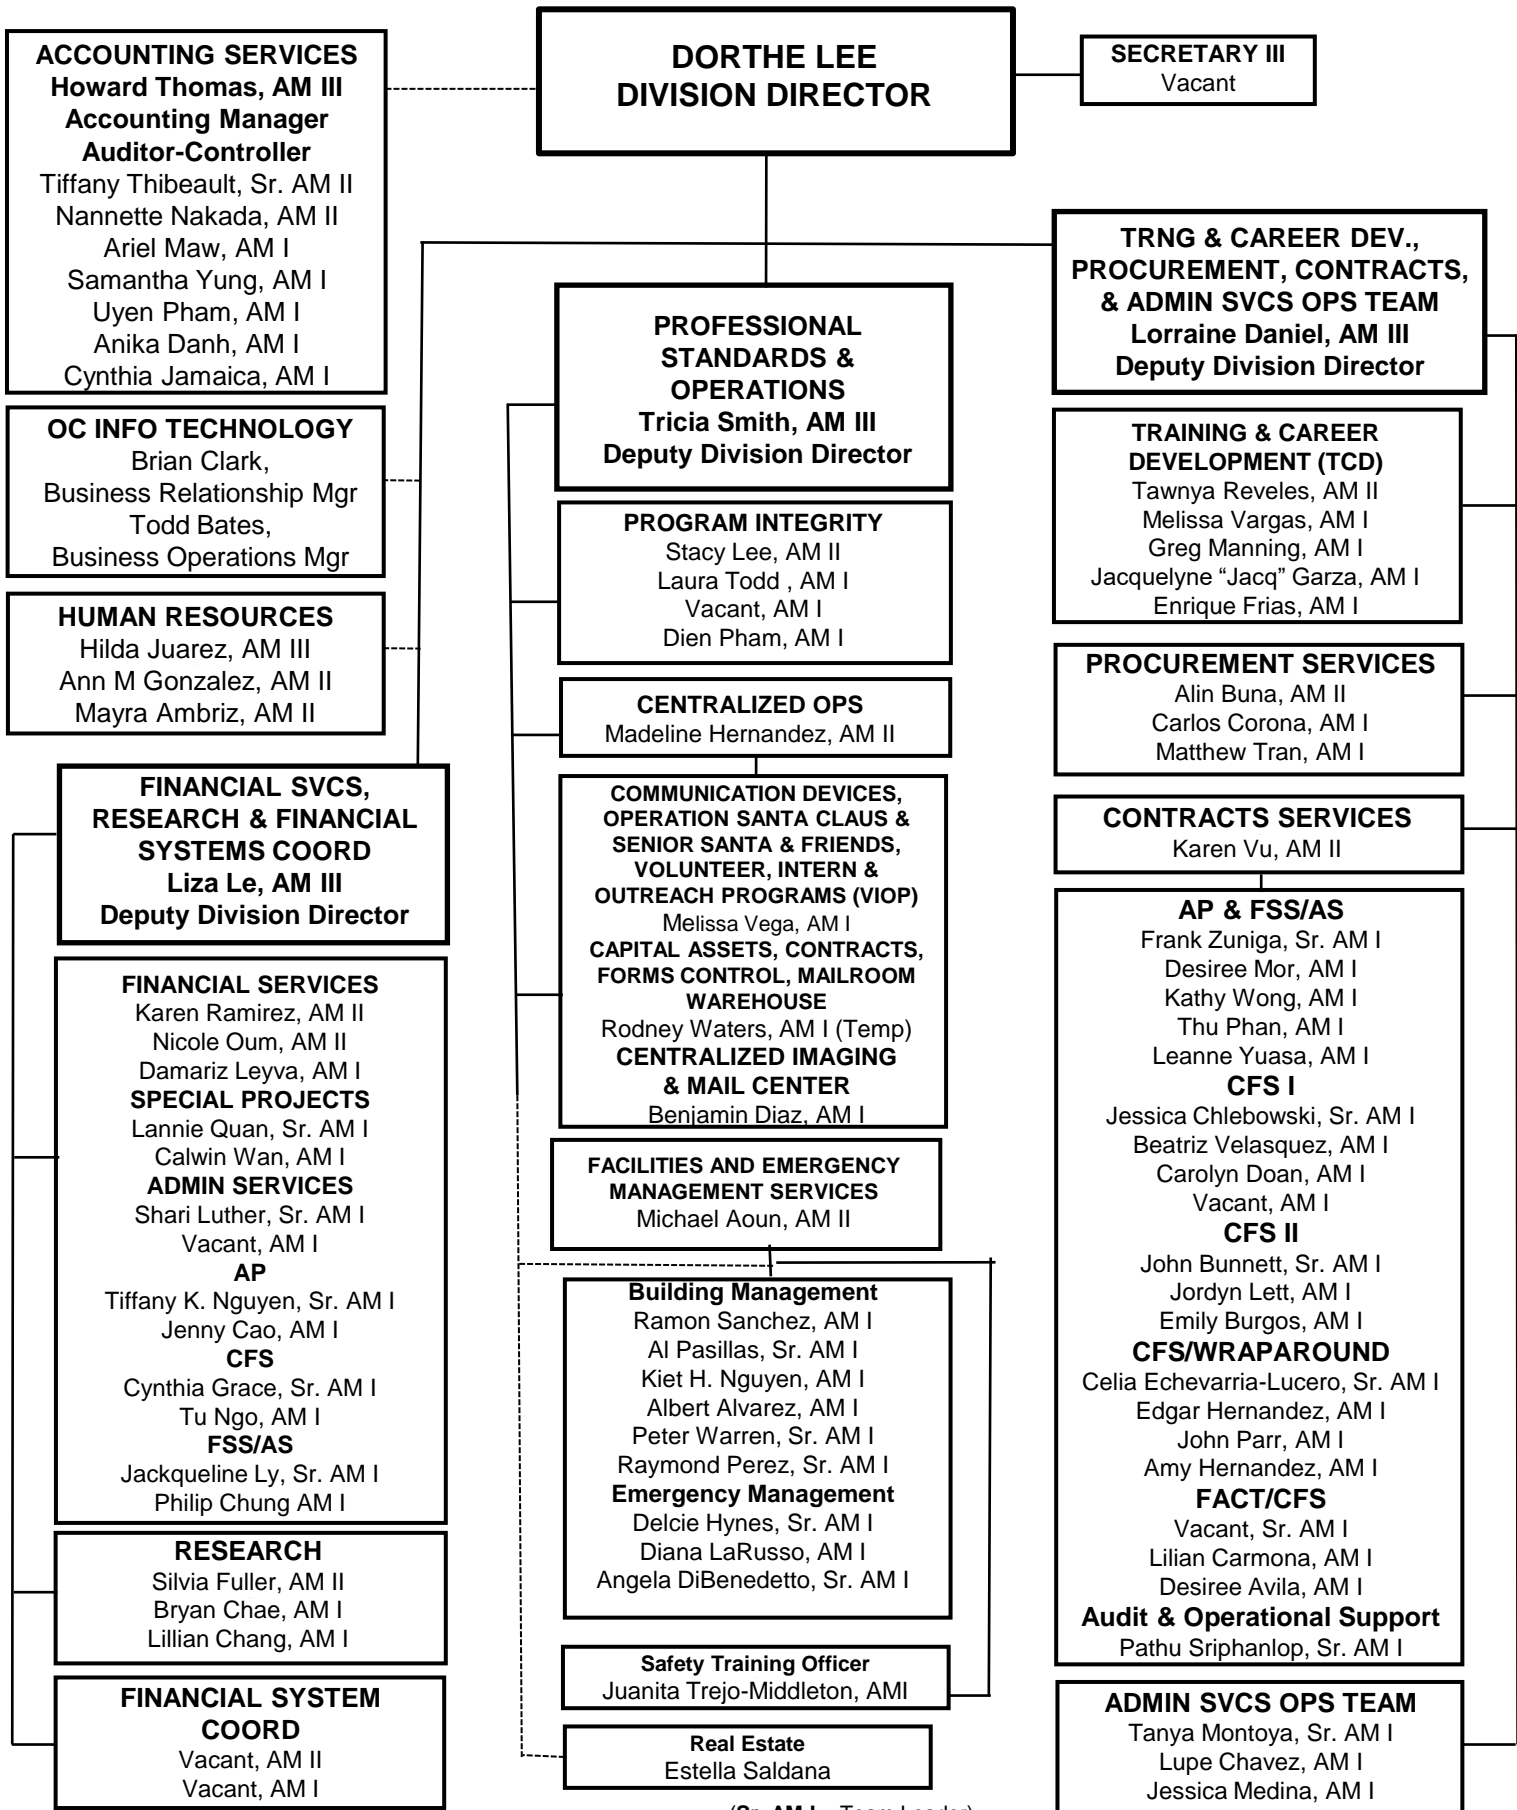 DORTHE LEE
DIVISION DIRECTOR
SECRETARY III
Vacant
ACCOUNTING SERVICES
Howard Thomas, AM III
Accounting Manager
Auditor-Controller
Tiffany Thibeault, Sr. AM II
Nannette Nakada, AM II
Ariel Maw, AM I
Samantha Yung, AM I
Uyen Pham, AM I
Anika Danh, AM I
Cynthia Jamaica, AM I
OC INFO TECHNOLOGY
Brian Clark,
Business Relationship Mgr
Todd Bates,
Business Operations Mgr
HUMAN RESOURCES
Hilda Juarez, AM III
Ann M Gonzalez, AM II
Mayra Ambriz, AM II
FINANCIAL SVCS,
RESEARCH & FINANCIAL
SYSTEMS COORD
Liza Le, AM III
Deputy Division Director
FINANCIAL SERVICES
Karen Ramirez, AM II
Nicole Oum, AM II
Damariz Leyva, AM I
SPECIAL PROJECTS
Lannie Quan, Sr. AM I
Calwin Wan, AM I
ADMIN SERVICES
Shari Luther, Sr. AM I
Vacant, AM I
AP
Tiffany K. Nguyen, Sr. AM I
Jenny Cao, AM I
CFS
Cynthia Grace, Sr. AM I
Tu Ngo, AM I
FSS/AS
Jackqueline Ly, Sr. AM I
Philip Chung AM I
RESEARCH
Silvia Fuller, AM II
Bryan Chae, AM I
Lillian Chang, AM I
FINANCIAL SYSTEM
COORD
Vacant, AM II
Vacant, AM I
PROFESSIONAL
STANDARDS &
OPERATIONS
Tricia Smith, AM III
Deputy Division Director
PROGRAM INTEGRITY
Stacy Lee, AM II
Laura Todd , AM I
Vacant, AM I
Dien Pham, AM I
CENTRALIZED OPS
Madeline Hernandez, AM II
COMMUNICATION DEVICES,
OPERATION SANTA CLAUS &
SENIOR SANTA & FRIENDS,
VOLUNTEER, INTERN &
OUTREACH PROGRAMS (VIOP)
Melissa Vega, AM I
CAPITAL ASSETS, CONTRACTS,
FORMS CONTROL, MAILROOM
WAREHOUSE
Rodney Waters, AM I (Temp)
CENTRALIZED IMAGING
& MAIL CENTER
Benjamin Diaz, AM I
FACILITIES AND EMERGENCY
MANAGEMENT SERVICES
Michael Aoun, AM II
Building Management
Ramon Sanchez, AM I
Al Pasillas, Sr. AM I
Kiet H. Nguyen, AM I
Albert Alvarez, AM I
Peter Warren, Sr. AM I
Raymond Perez, Sr. AM I
Emergency Management
Delcie Hynes, Sr. AM I
Diana LaRusso, AM I
Angela DiBenedetto, Sr. AM I
Safety Training Officer
Juanita Trejo-Middleton, AMI
Real Estate
Estella Saldana
TRNG & CAREER DEV.,
PROCUREMENT, CONTRACTS,
& ADMIN SVCS OPS TEAM
Lorraine Daniel, AM III
Deputy Division Director
TRAINING & CAREER
DEVELOPMENT (TCD)
Tawnya Reveles, AM II
Melissa Vargas, AM I
Greg Manning, AM I
Jacquelyne “Jacq” Garza, AM I
Enrique Frias, AM I
PROCUREMENT SERVICES
Alin Buna, AM II
Carlos Corona, AM I
Matthew Tran, AM I
CONTRACTS SERVICES
Karen Vu, AM II
AP & FSS/AS
Frank Zuniga, Sr. AM I
Desiree Mor, AM I
Kathy Wong, AM I
Thu Phan, AM I
Leanne Yuasa, AM I
CFS I
Jessica Chlebowski, Sr. AM I
Beatriz Velasquez, AM I
Carolyn Doan, AM I
Vacant, AM I
CFS II
John Bunnett, Sr. AM I
Jordyn Lett, AM I
Emily Burgos, AM I
CFS/WRAPAROUND
Celia Echevarria-Lucero, Sr. AM I
Edgar Hernandez, AM I
John Parr, AM I
Amy Hernandez, AM I
FACT/CFS
Vacant, Sr. AM I
Lilian Carmona, AM I
Desiree Avila, AM I
Audit & Operational Support
Pathu Sriphanlop, Sr. AM I
ADMIN SVCS OPS TEAM
Tanya Montoya, Sr. AM I
Lupe Chavez, AM I
Jessica Medina, AM I
Team Leader)